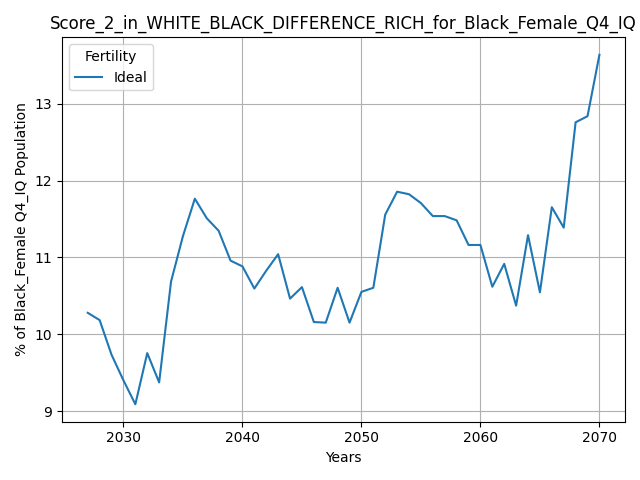 Score_2_in_WHITE_BLACK_DIFFERENCE_RICH_for_Black_Female_Q4_IQ
Fertility
Ideal
% of Black_Female Q4_IQ Population
13
12
11
10
9
2030 2040 2050 2060 2070
Years